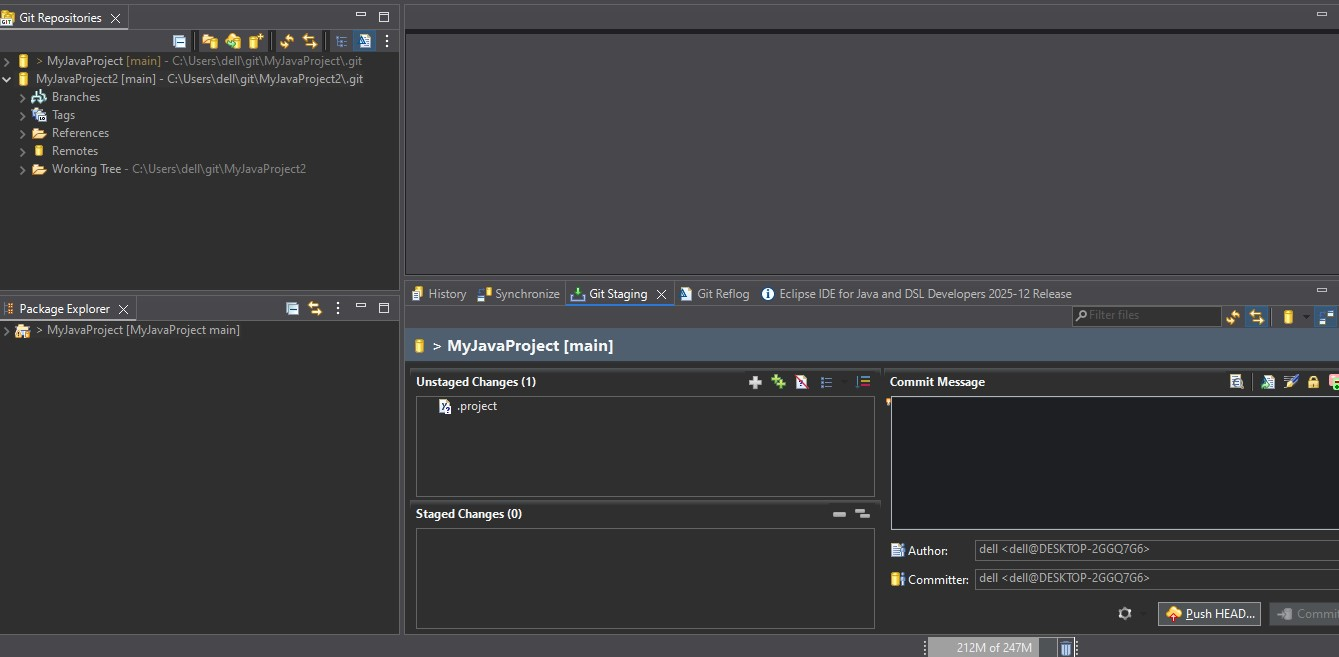 Git Repositories
> MyJavaProject [main] - C:\Users\dell\git\MyJavaProject\.git
MyJavaProject2 [main] - C:\Users\dell\git\MyJavaProject2\.git
Branches
Tags
References
Remotes
Working Tree - C:\Users\dell\git\MyJavaProject2
Package Explorer
> MyJavaProject [MyJavaProject main]
History
Synchronize
Git Staging
Git Reflog
Eclipse IDE for Java and DSL Developers 2025-12 Release
Filter files
> MyJavaProject [main]
Unstaged Changes (1)
.project
Staged Changes (0)
Commit Message
Author: dell <dell@DESKTOP-2GGQ7G6>
Committer: dell <dell@DESKTOP-2GGQ7G6>
Push HEAD...
Commit
212M of 247M